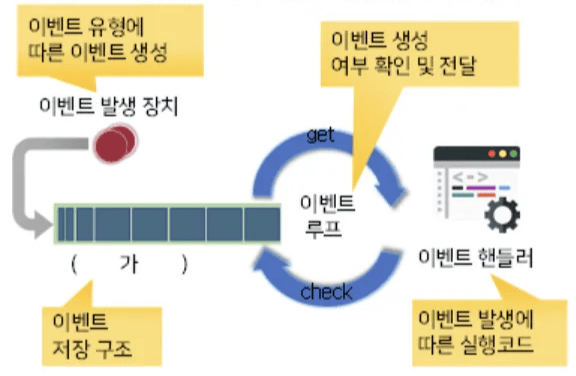 이벤트 유형에
따른 이벤트 생성
이벤트 생성
여부 확인 및 전달
이벤트 발생 장치
get
<->
이벤트
루프
( 가 )
이벤트 핸들러
check
이벤트
저장 구조
이벤트 발생에
따른 실행코드